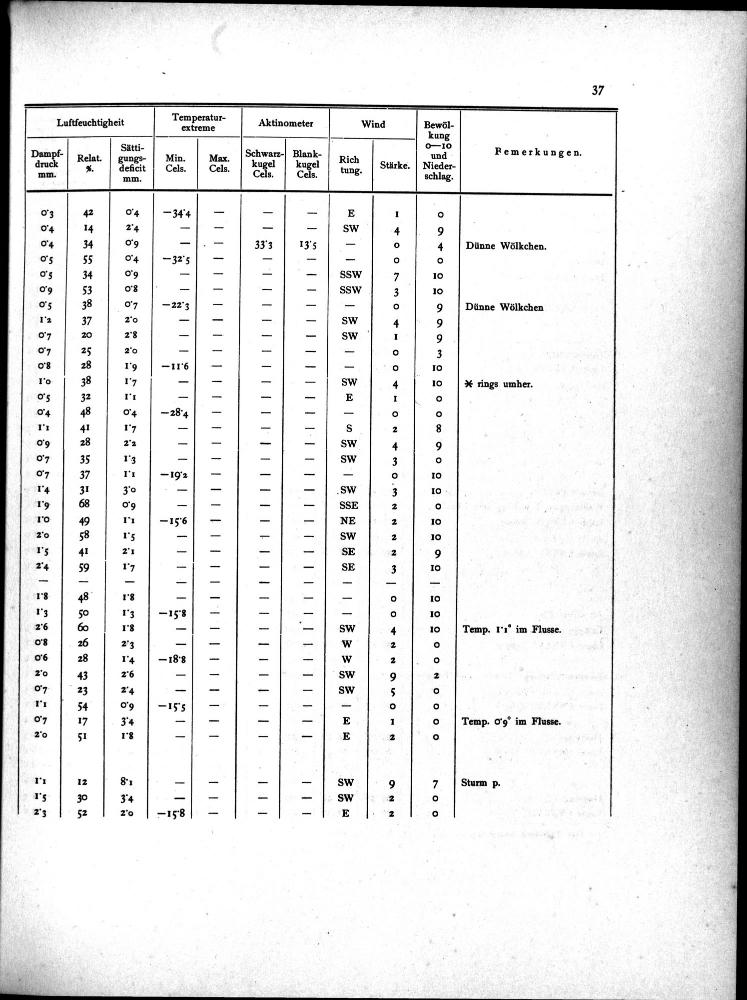 37
Luftfeuchtigkeit | Temperatur-extreme | Aktinometer | Wind | Bewöl-kung 0—10 und Nieder-schlag. | Bemerkungen.
Dampf-druck mm. | Relat. %. | Sätti-gungs-deficit mm. | Min. Cels. | Max. Cels. | Schwarz-kugel Cels. | Blank-kugel Cels. | Rich tung. | Stärke.
0·3 | 42 | 0·4 | —34·4 | — | — | — | E | 1 | 0
0·4 | 14 | 2·4 | — | — | — | — | SW | 4 | 9
0·4 | 34 | 0·9 | — | — | 33·3 | 13·5 | — | 0 | 4 | Dünne Wölkchen.
0·5 | 55 | 0·4 | —32·5 | — | — | — | — | 0 | 0
0·5 | 34 | 0·9 | — | — | — | — | SSW | 7 | 10
0·9 | 53 | 0·8 | — | — | — | — | SSW | 3 | 10
0·5 | 38 | 0·7 | —22·3 | — | — | — | — | 0 | 9 | Dünne Wölkchen
1·2 | 37 | 2·0 | — | — | — | — | SW | 4 | 9
0·7 | 20 | 2·8 | — | — | — | — | SW | 1 | 9
0·7 | 25 | 2·0 | — | — | — | — | — | 0 | 3
0·8 | 28 | 1·9 | —11·6 | — | — | — | — | 0 | 10
1·0 | 38 | 1·7 | — | — | — | — | SW | 4 | 10 | ✶ rings umher.
0·5 | 32 | 1·1 | — | — | — | — | E | 1 | 0
0·4 | 48 | 0·4 | —28·4 | — | — | — | — | 0 | 0
1·1 | 41 | 1·7 | — | — | — | — | S | 2 | 8
0·9 | 28 | 2·2 | — | — | — | — | SW | 4 | 9
0·7 | 35 | 1·3 | — | — | — | — | SW | 3 | 0
0·7 | 37 | 1·1 | —19·2 | — | — | — | — | 0 | 10
1·4 | 31 | 3·0 | — | — | — | — | SW | 3 | 10
1·9 | 68 | 0·9 | — | — | — | — | SSE | 2 | 0
1·0 | 49 | 1·1 | —15·6 | — | — | — | NE | 2 | 10
2·0 | 58 | 1·5 | — | — | — | — | SW | 2 | 10
1·5 | 41 | 2·1 | — | — | — | — | SE | 2 | 9
2·4 | 59 | 1·7 | — | — | — | — | SE | 3 | 10
— | — | — | — | — | — | — | — | — | —
1·8 | 48 | 1·8 | — | — | — | — | — | 0 | 10
1·3 | 50 | 1·3 | —15·8 | — | — | — | — | 0 | 10
2·6 | 60 | 1·8 | — | — | — | — | SW | 4 | 10 | Temp. 1·1° im Flusse.
0·8 | 26 | 2·3 | — | — | — | — | W | 2 | 0
0·6 | 28 | 1·4 | —18·8 | — | — | — | W | 2 | 0
2·0 | 43 | 2·6 | — | — | — | — | SW | 9 | 2
0·7 | 23 | 2·4 | — | — | — | — | SW | 5 | 0
1·1 | 54 | 0·9 | —15·5 | — | — | — | — | 0 | 0
0·7 | 17 | 3·4 | — | — | — | — | E | 1 | 0 | Temp. 0·9° im Flusse.
2·0 | 51 | 1·8 | — | — | — | — | E | 2 | 0
1·1 | 12 | 8·1 | — | — | — | — | SW | 9 | 7 | Sturm p.
1·5 | 30 | 3·4 | — | — | — | — | SW | 2 | 0
2·3 | 52 | 2·0 | —15·8 | — | — | — | E | 2 | 0